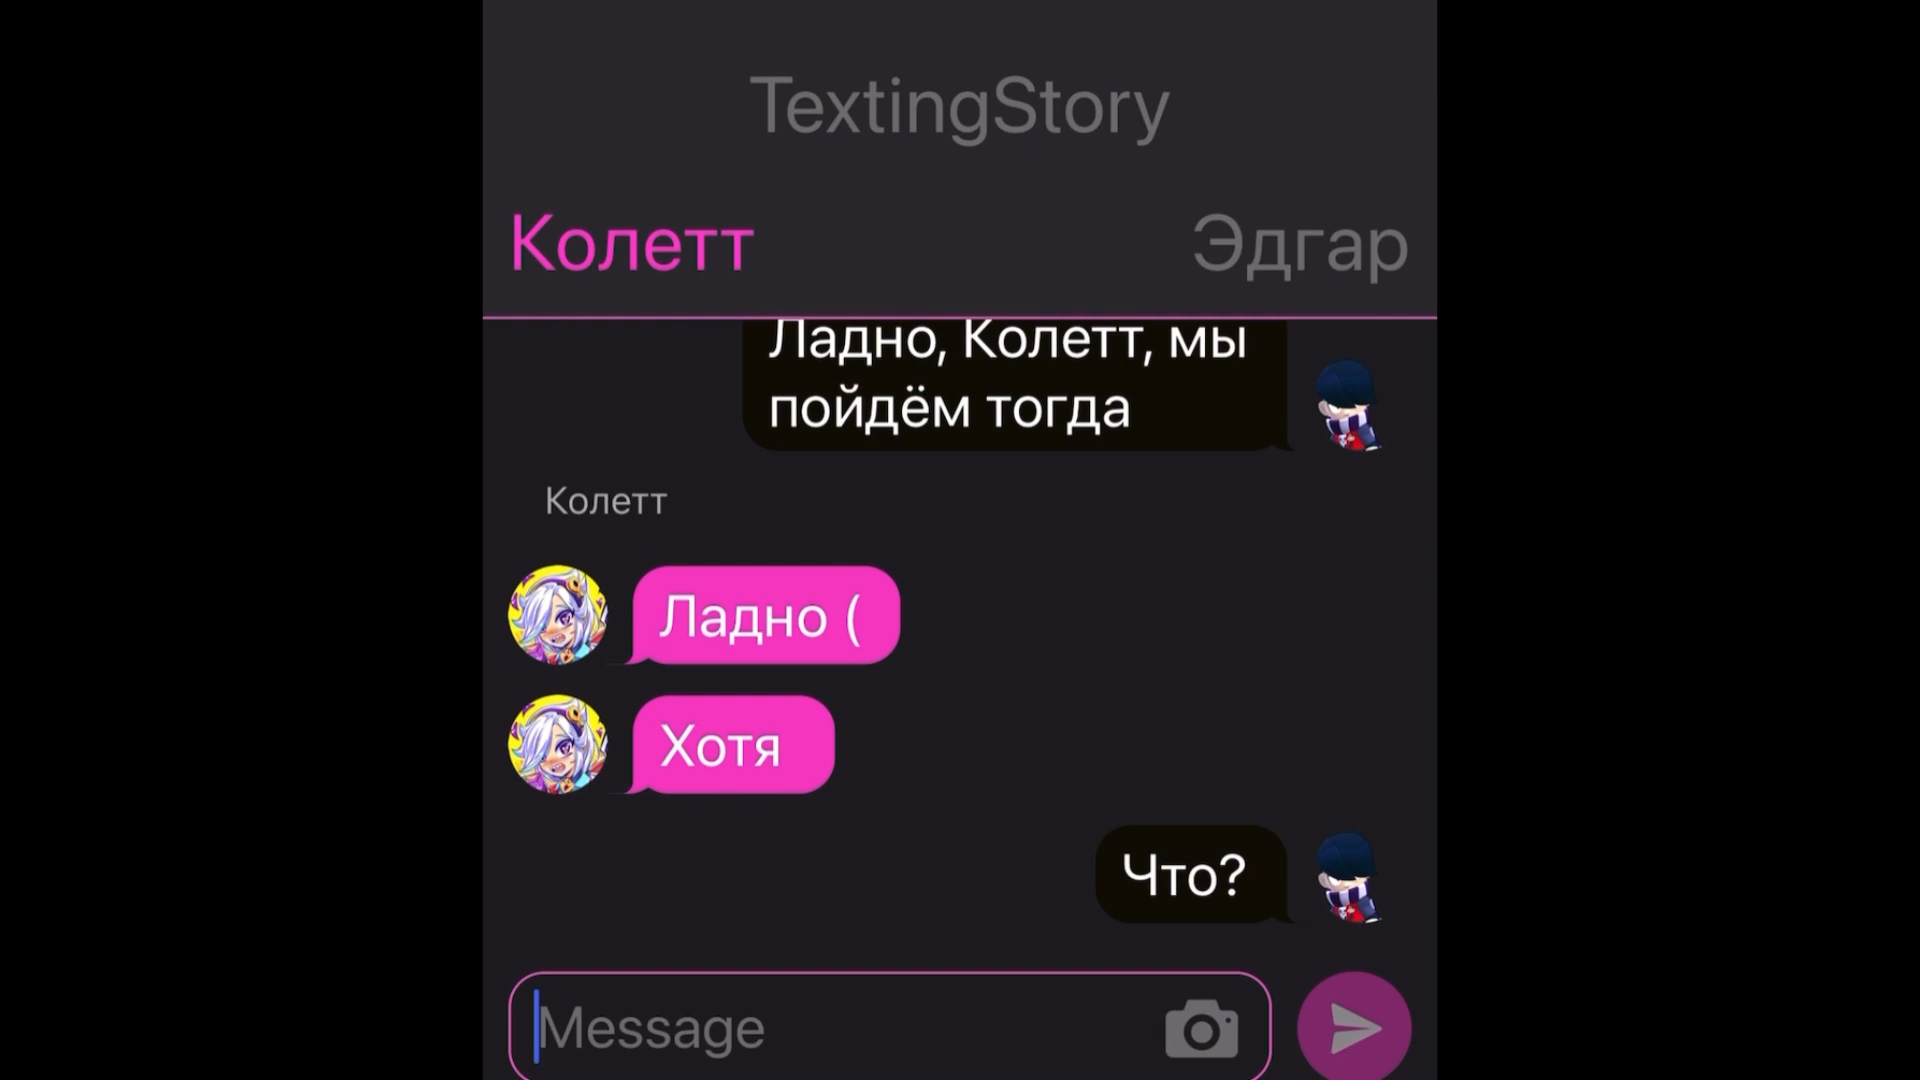 TextingStory
Колетт
Эдгар
Ладно, Колетт, мы
пойдём тогда
Колетт
Ладно (
Хотя
Что?
Message